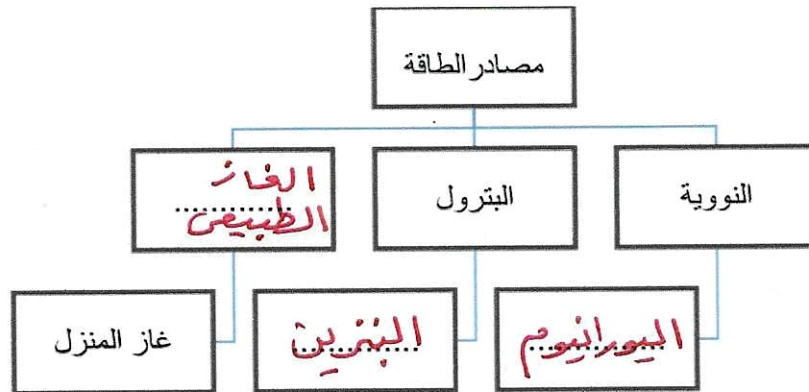 مصادر الطاقة
النووية
البترول
الغاز
الطبيعي
اليورانيوم
البنزين
غاز المنزل